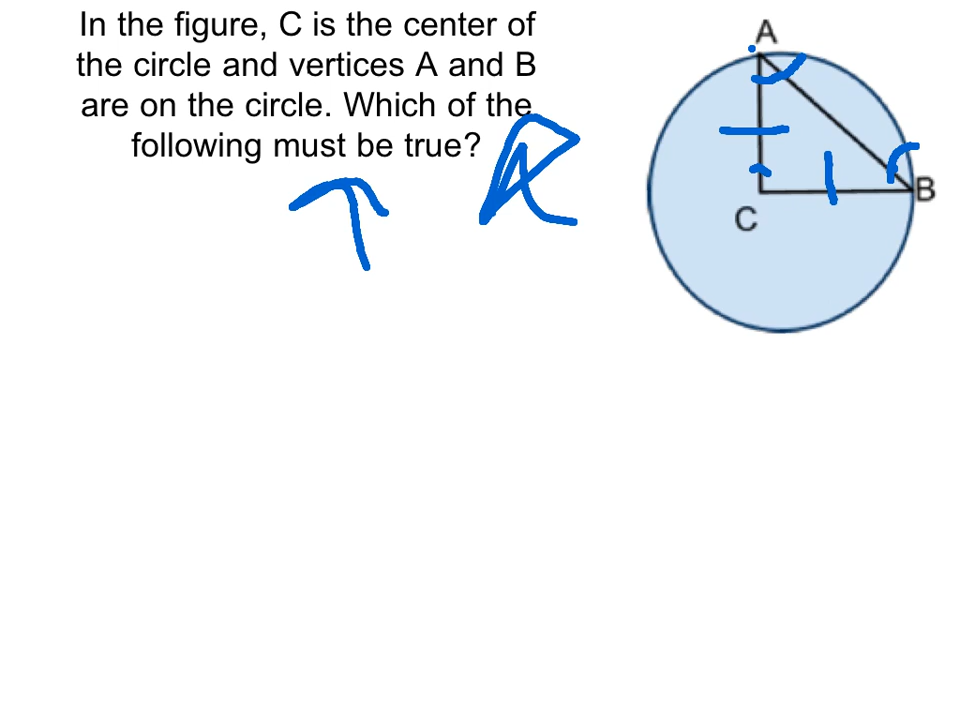 In the figure, C is the center of
the circle and vertices A and B
are on the circle. Which of the
following must be true?
A
B
C